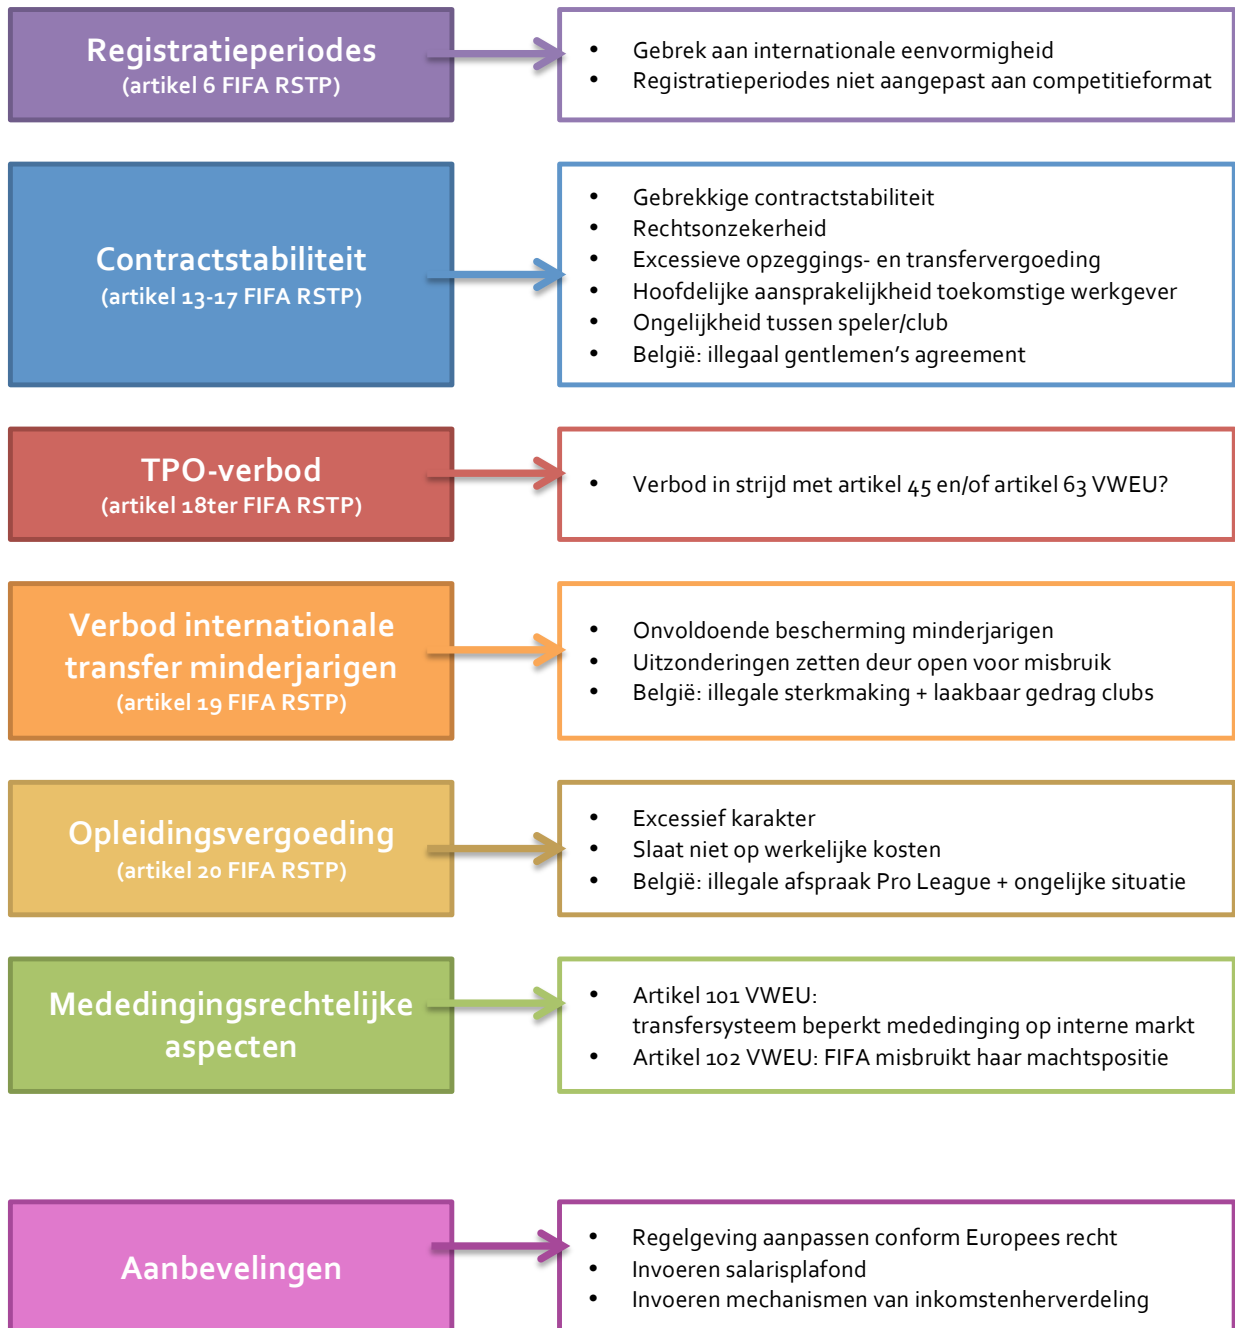 Registratieperiodes
(artikel 6 FIFA RSTP)
• Gebrek aan internationale eenvormigheid
• Registratieperiodes niet aangepast aan competitieformat
Contractstabiliteit
(artikel 13-17 FIFA RSTP)
• Gebrekkige contractstabiliteit
• Rechtsonzekerheid
• Excessieve opzeggings- en transfervergoeding
• Hoofdelijke aansprakelijkheid toekomstige werkgever
• Ongelijkheid tussen speler/club
• België: illegaal gentlemen’s agreement
TPO-verbod
(artikel 18ter FIFA RSTP)
• Verbod in strijd met artikel 45 en/of artikel 63 VWEU?
Verbod internationale
transfer minderjarigen
(artikel 19 FIFA RSTP)
• Onvoldoende bescherming minderjarigen
• Uitzonderingen zetten deur open voor misbruik
• België: illegale sterkmaking + laakbaar gedrag clubs
Opleidingsvergoeding
(artikel 20 FIFA RSTP)
• Excessief karakter
• Slaat niet op werkelijke kosten
• België: illegale afspraak Pro League + ongelijke situatie
Mededingingsrechtelijke
aspecten
• Artikel 101 VWEU:
transfersysteem beperkt mededinging op interne markt
• Artikel 102 VWEU: FIFA misbruikt haar machtspositie
Aanbevelingen
• Regelgeving aanpassen conform Europees recht
• Invoeren salarisplafond
• Invoeren mechanismen van inkomstenherverdeling